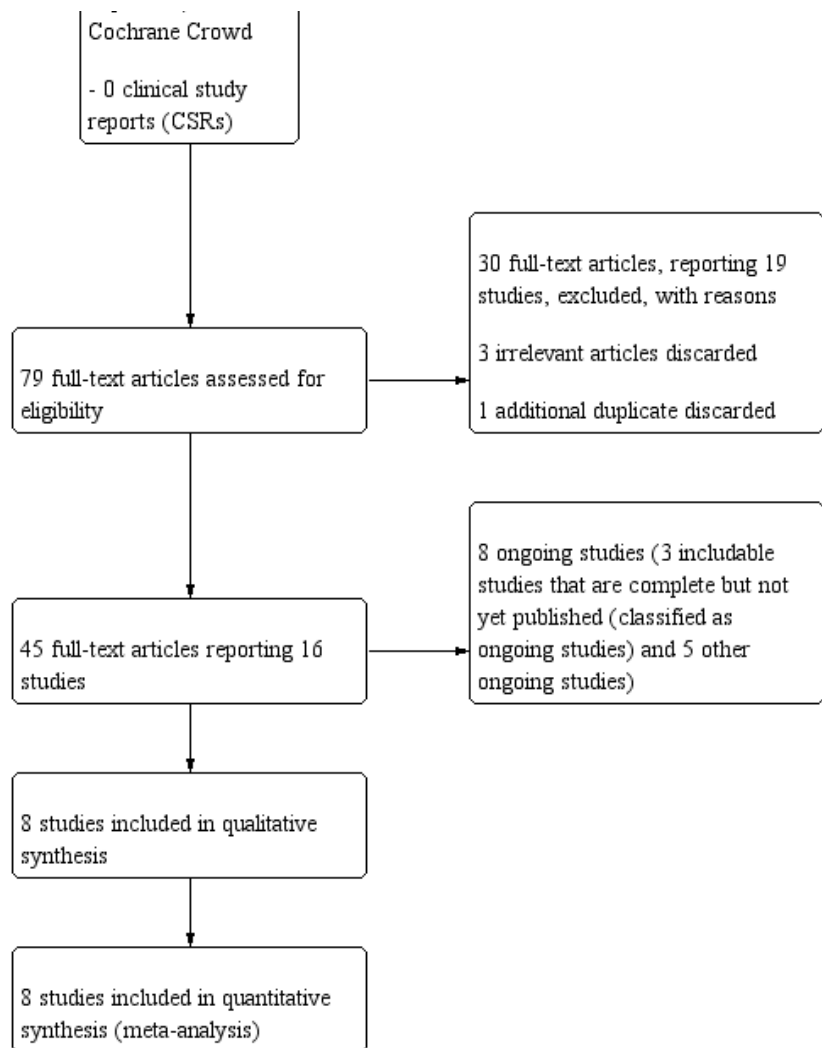 Cochrane Crowd
- 0 clinical study
reports (CSRs)
30 full-text articles, reporting 19
studies, excluded, with reasons
3 irrelevant articles discarded
1 additional duplicate discarded
79 full-text articles assessed for
eligibility
8 ongoing studies (3 includable
studies that are complete but not
yet published (classified as
ongoing studies) and 5 other
ongoing studies)
45 full-text articles reporting 16
studies
8 studies included in qualitative
synthesis
8 studies included in quantitative
synthesis (meta-analysis)